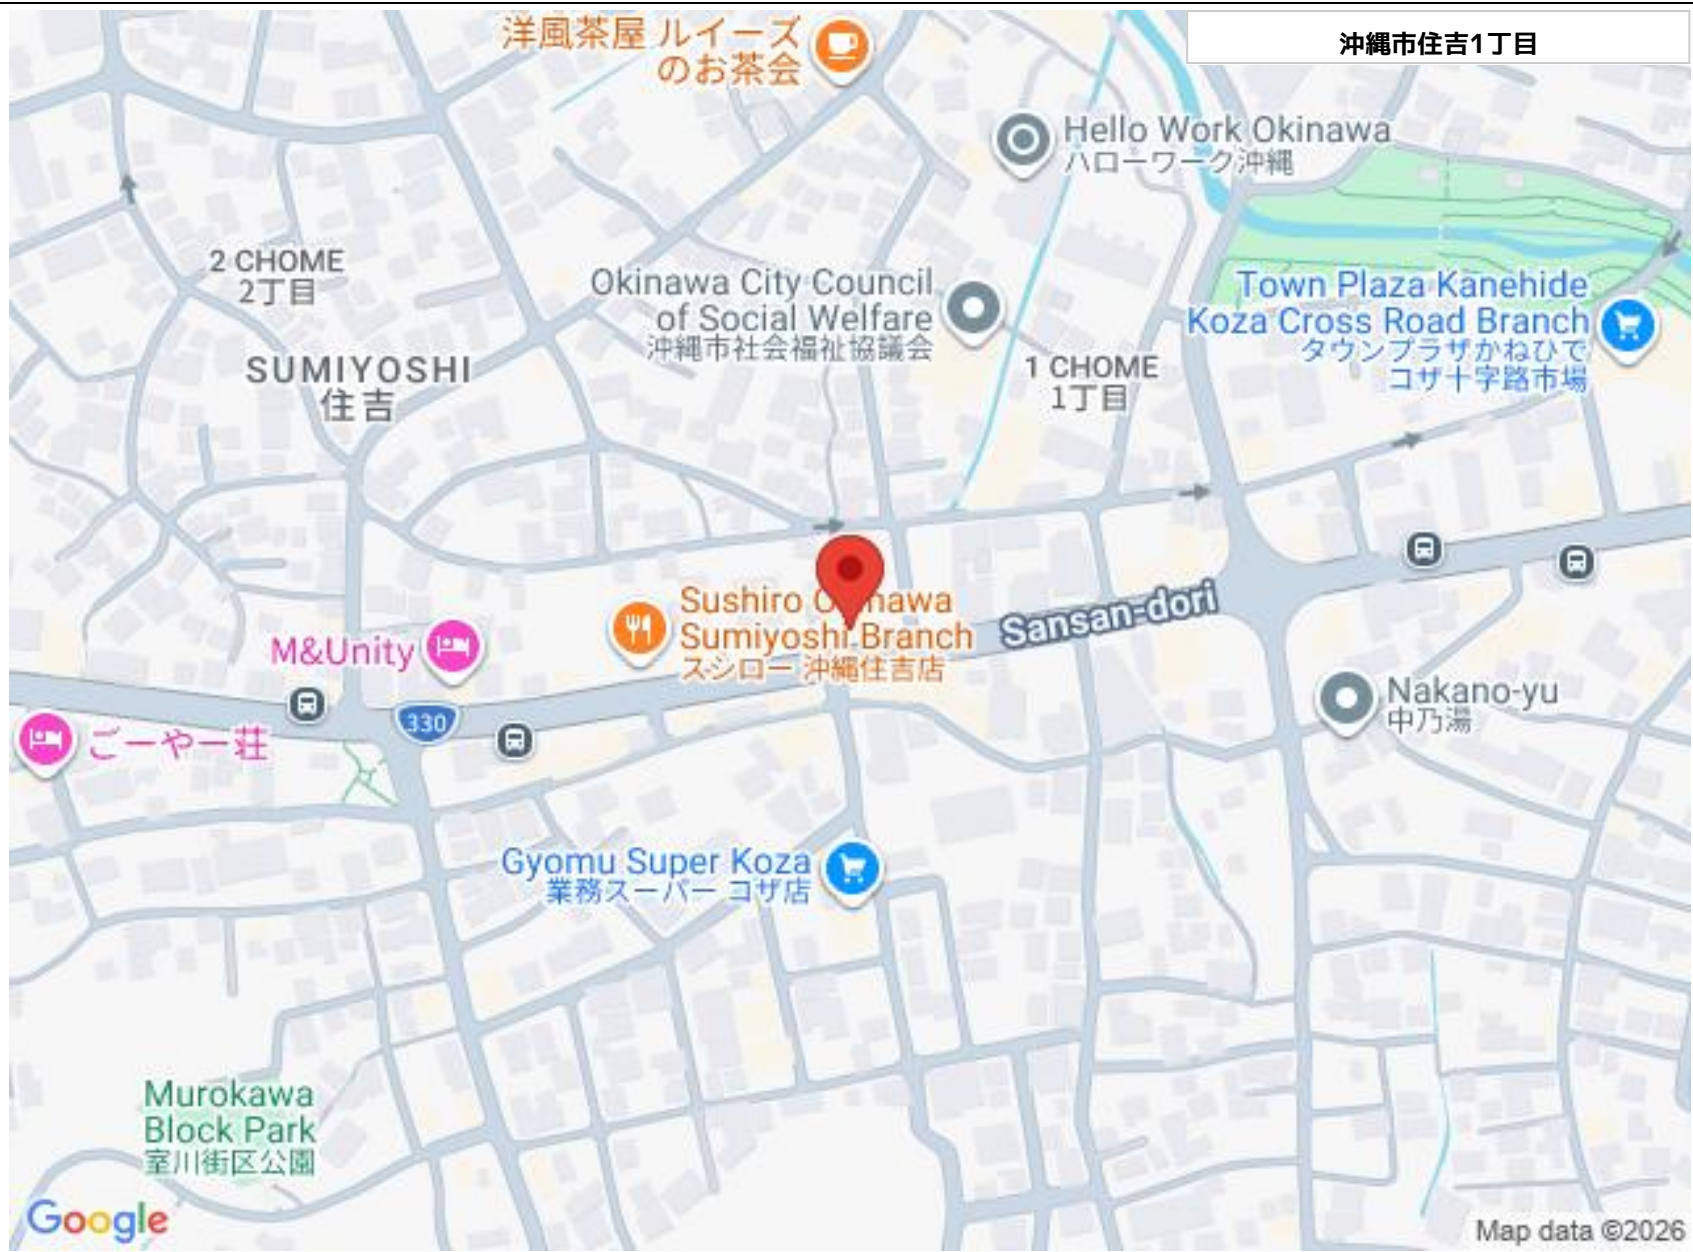 洋風茶屋 ルイーズ
のお茶会
沖縄市住吉1丁目
Hello Work Okinawa
ハローワーク沖縄
2 CHOME
2丁目
Okinawa City Council
of Social Welfare
沖縄市社会福祉協議会
Town Plaza Kanehide
Koza Cross Road Branch
タウンプラザかねひで
コザ十字路市場
SUMIYOSHI
住吉
1 CHOME
1丁目
Sushiro Okinawa
Sumiyoshi Branch
スシロー 沖縄住吉店
Sansan-dori
M&Unity
330
ごーやー荘
Nakano-yu
中乃湯
Gyomu Super Koza
業務スーパー コザ店
Murokawa
Block Park
室川街区公園
Google
Map data ©2026